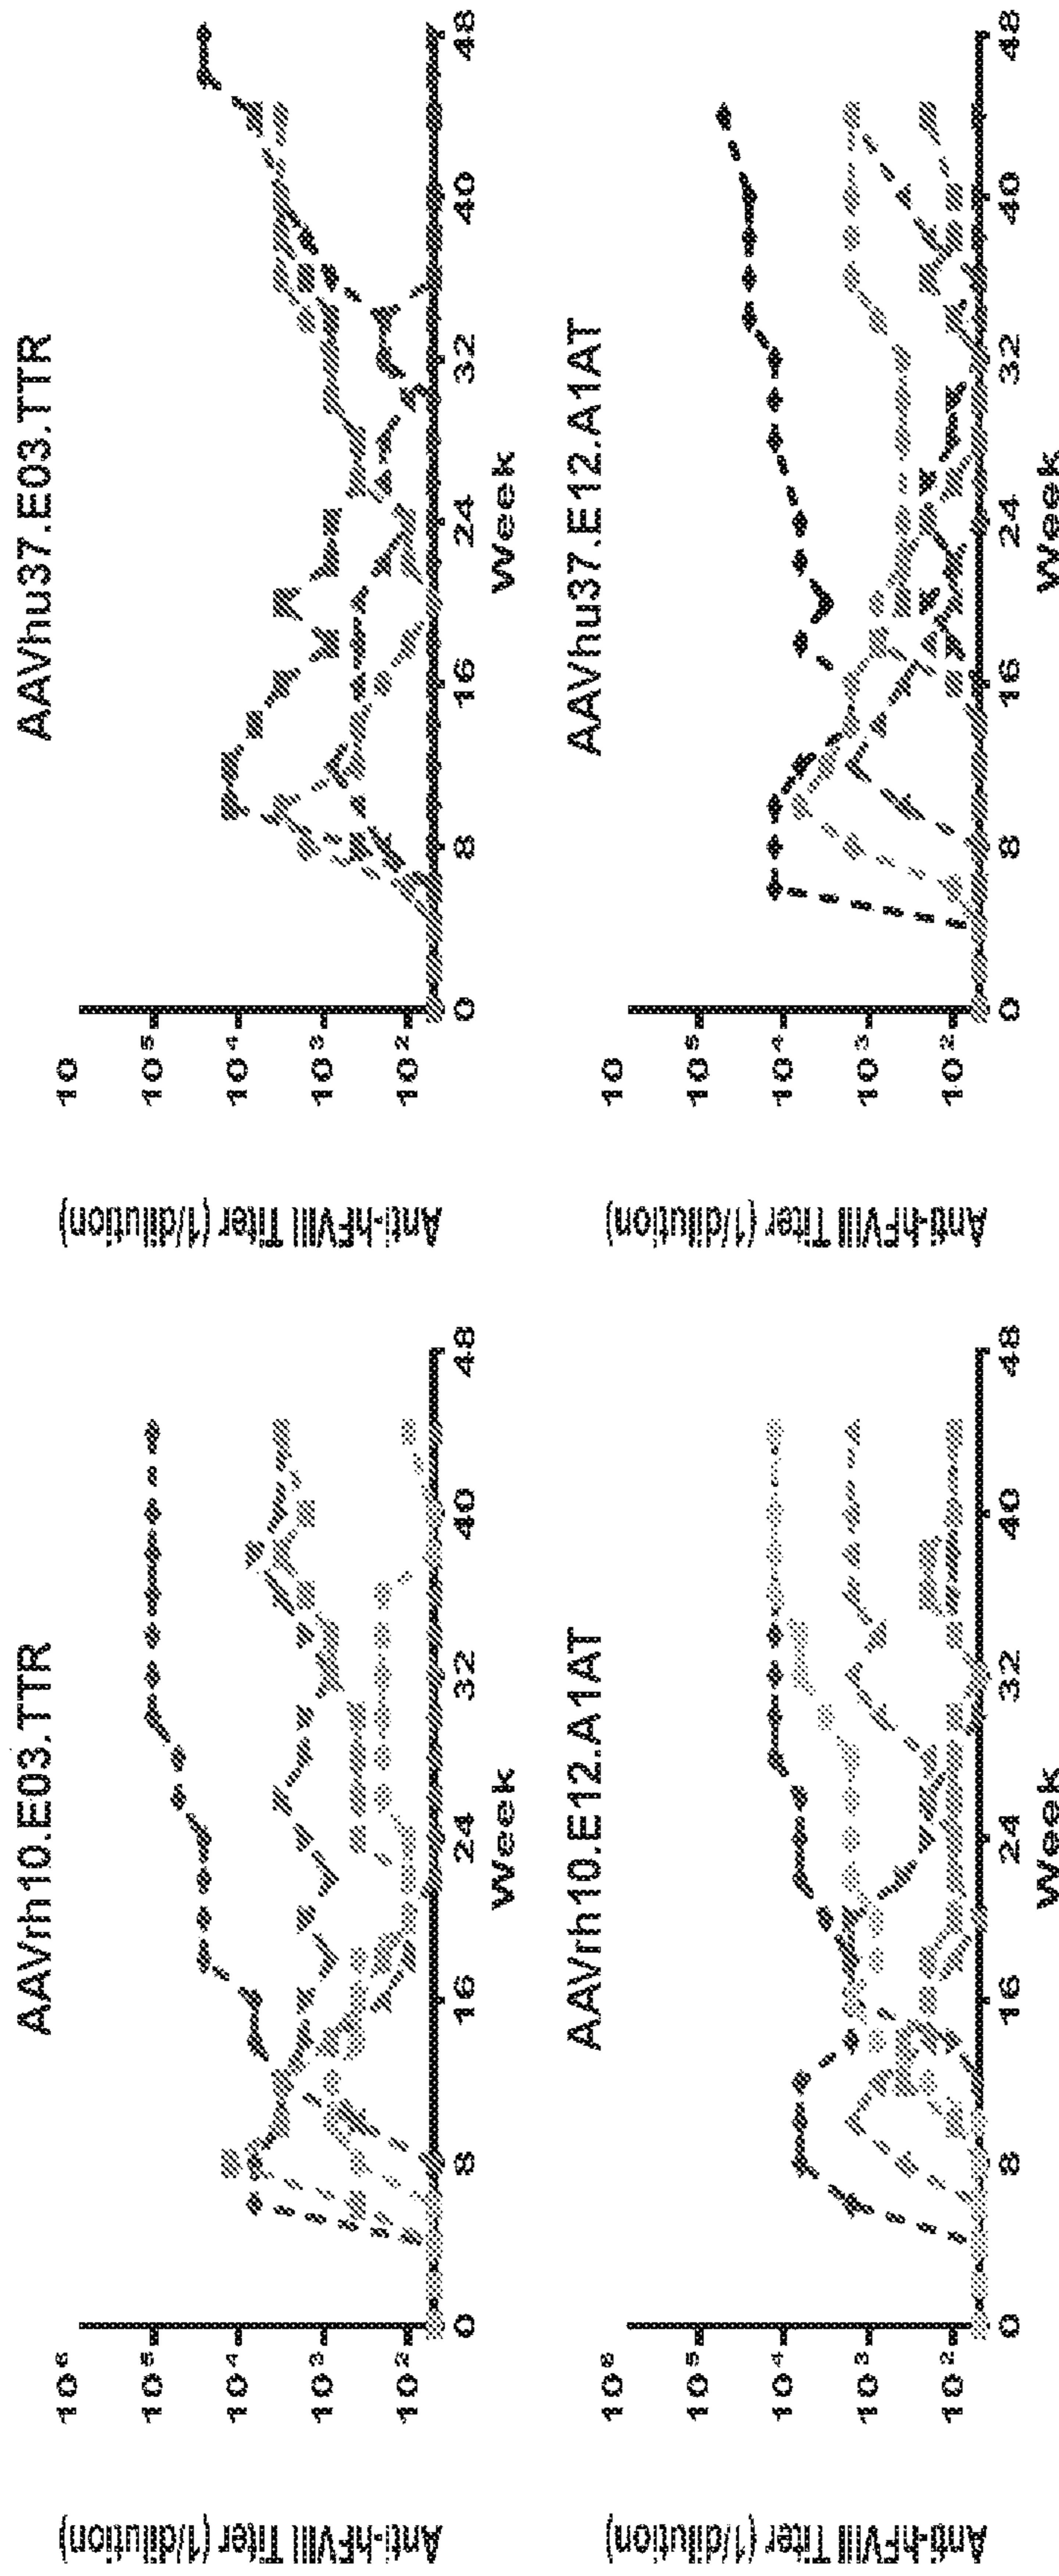 AAVrh10.E03.TTR
Anti-hFVIII Titer (1/dilution)
10⁶
10⁵
10⁴
10³
10²
0 8 16 24 32 40 48
Week
AAVhu37.E03.TTR
Anti-hFVIII Titer (1/dilution)
10
10⁵
10⁴
10³
10²
0 8 16 24 32 40 48
Week
AAVrh10.E12.A1AT
Anti-hFVIII Titer (1/dilution)
10⁶
10⁵
10⁴
10³
10²
0 8 16 24 32 40 48
Week
AAVhu37.E12.A1AT
Anti-hFVIII Titer (1/dilution)
10
10⁵
10⁴
10³
10²
0 8 16 24 32 40 48
Week